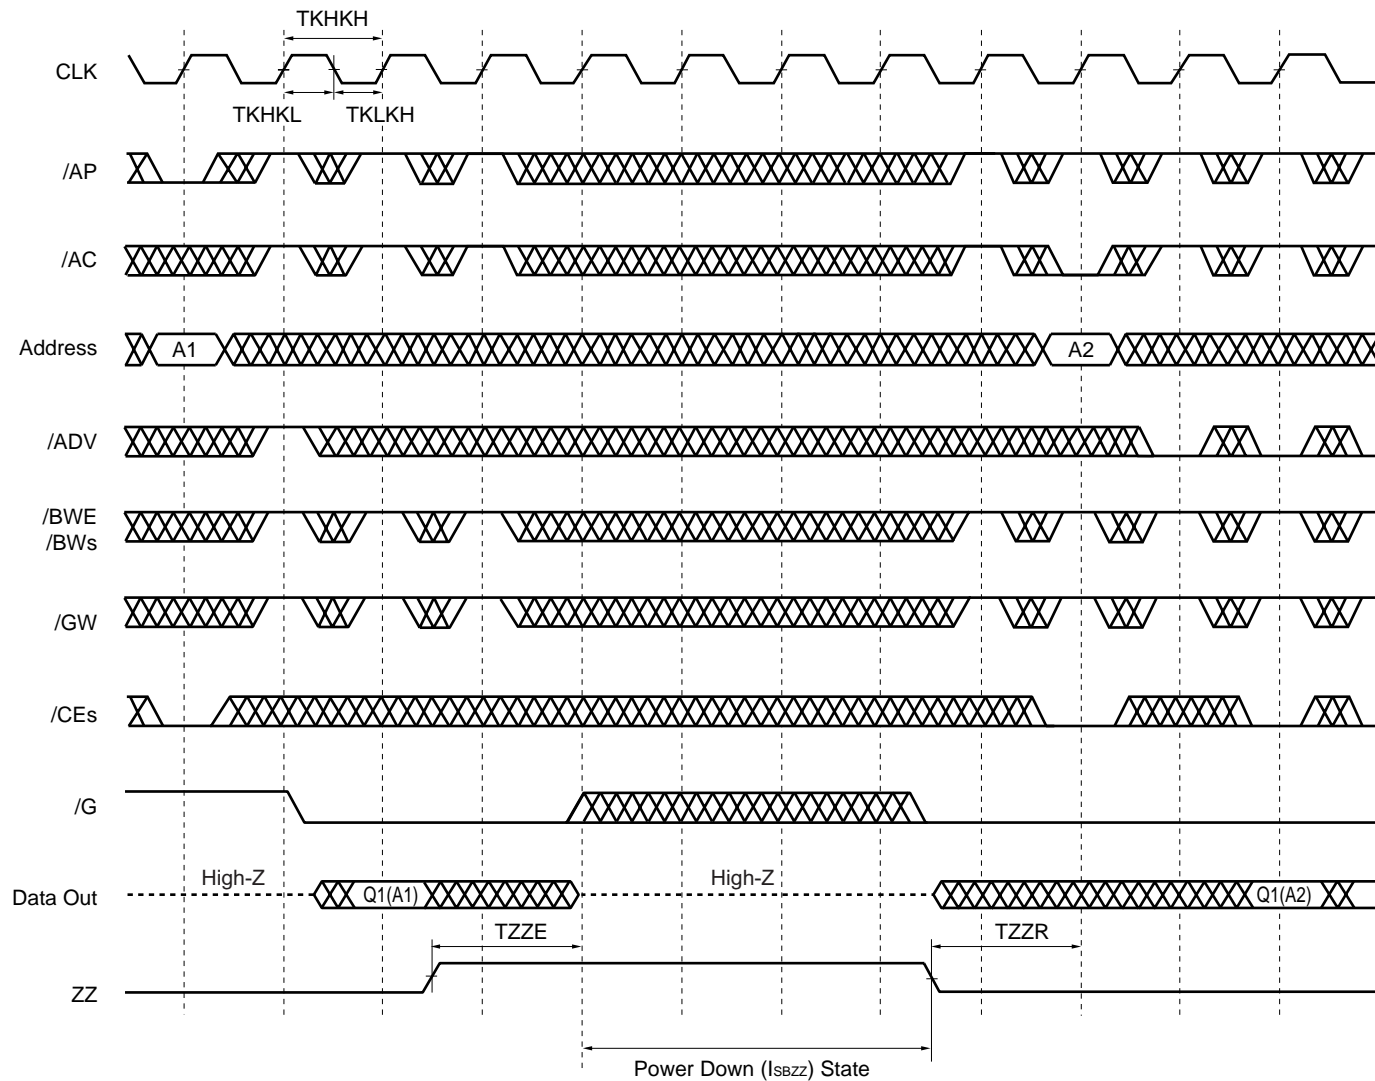 TKHKH
CLK
TKHKL TKLKH
/AP
/AC
Address A1 A2
/ADV
/BWE
/BWs
/GW
/CEs
/G
High-Z High-Z
Data Out Q1(A1) Q1(A2)
TZZE TZZR
ZZ
Power Down (ISBZZ) State